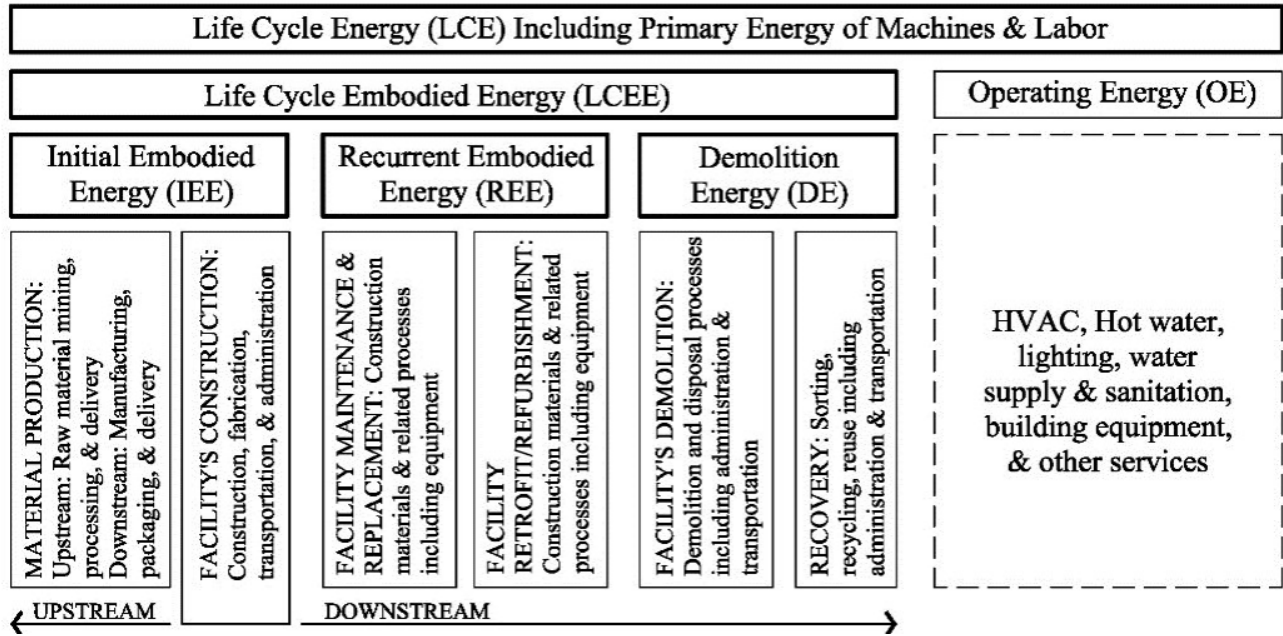 Life Cycle Energy (LCE) Including Primary Energy of Machines & Labor
Life Cycle Embodied Energy (LCEE)
Operating Energy (OE)
Initial Embodied
Energy (IEE)
Recurrent Embodied
Energy (REE)
Demolition
Energy (DE)
MATERIAL PRODUCTION:
Upstream: Raw material mining,
processing, & delivery
Downstream: Manufacturing,
packaging, & delivery
FACILITY'S CONSTRUCTION:
Construction, fabrication,
transportation, & administration
FACILITY MAINTENANCE &
REPLACEMENT: Construction
materials & related processes
including equipment
FACILITY
RETROFIT/REFURBISHMENT:
Construction materials & related
processes including equipment
FACILITY'S DEMOLITION:
Demolition and disposal processes
including administration &
transportation
RECOVERY: Sorting,
recycling, reuse including
administration & transportation
HVAC, Hot water,
lighting, water
supply & sanitation,
building equipment,
& other services
UPSTREAM
DOWNSTREAM